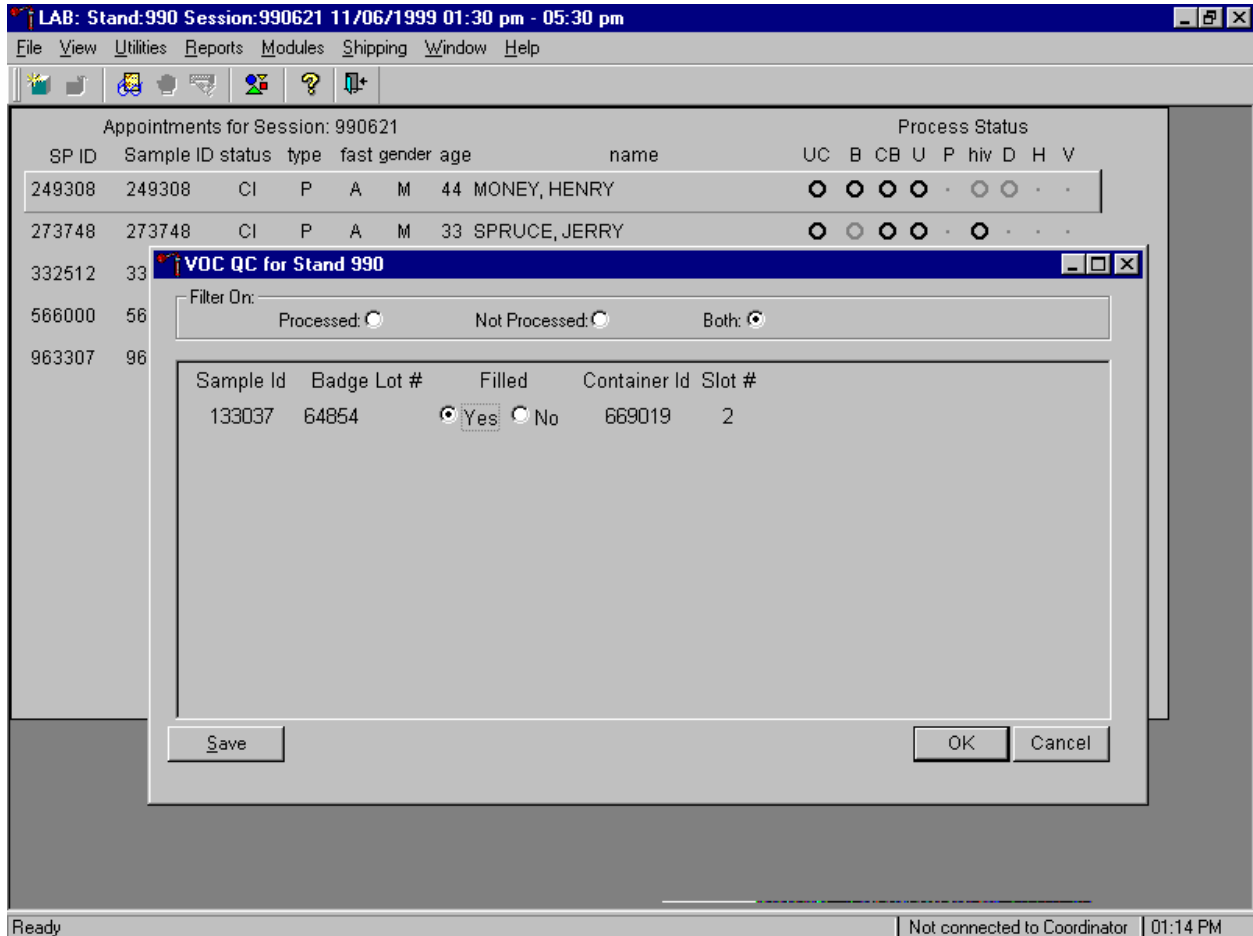 LAB: Stand:990 Session:990621 11/06/1999 01:30 pm - 05:30 pm
File View Utilities Reports Modules Shipping Window Help
Appointments for Session: 990621 Process Status
SP ID Sample ID status type fast gender age name UC B CB U P hiv D H V
249308 249308 CI P A M 44 MONEY, HENRY
273748 273748 CI P A M 33 SPRUCE, JERRY
332512 33
566000 56
963307 96
VOC QC for Stand 990
Filter On:
Processed: Not Processed: Both:
Sample Id Badge Lot # Filled Container Id Slot #
133037 64854 Yes No 669019 2
Save OK Cancel
Ready Not connected to Coordinator 01:14 PM